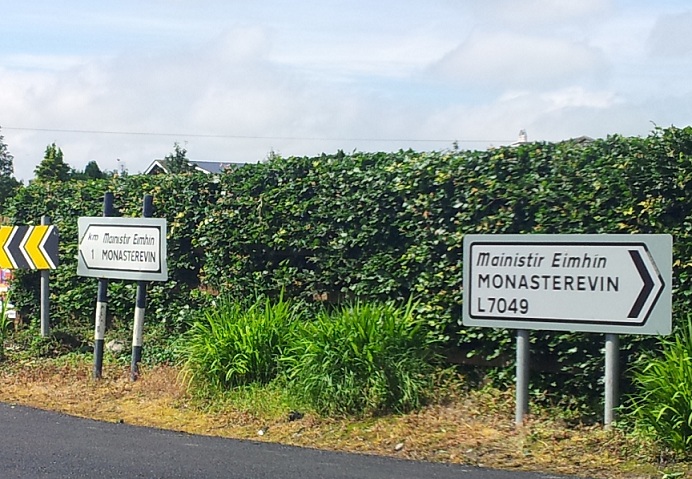 km Mainistir Eimhin
1 MONASTEREVIN
Mainistir Eimhin
MONASTEREVIN
L7049